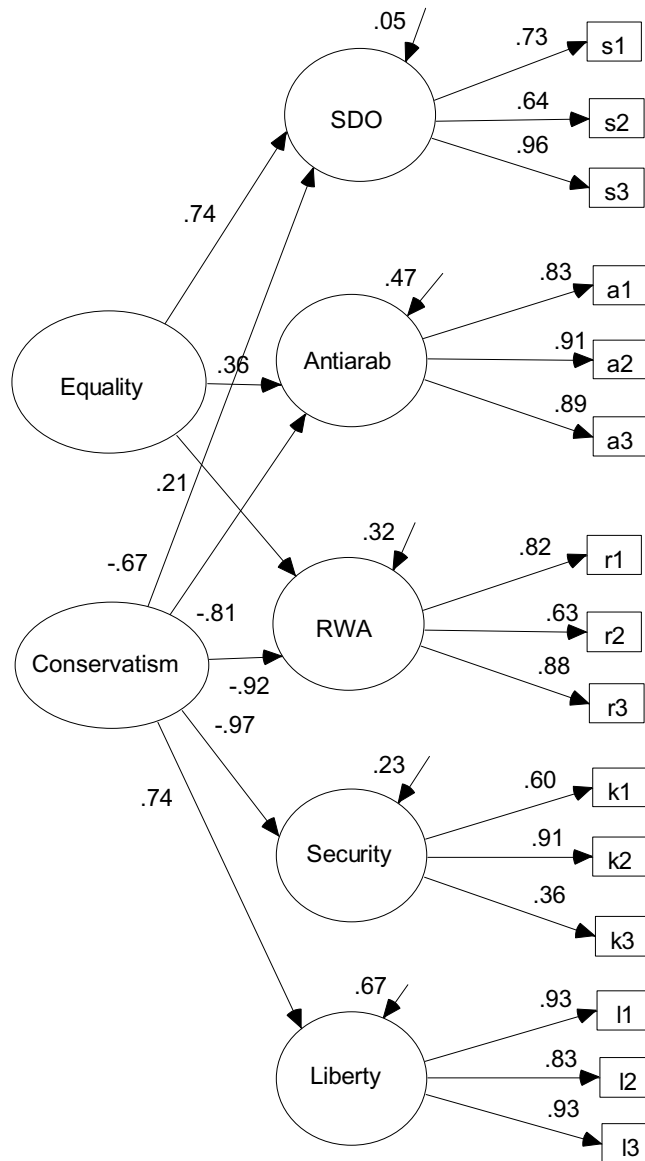 .05
.73
s1
SDO
.64
s2
.96
s3
.74
.47
.83
a1
Equality
.36
Antiarab
.91
a2
.89
a3
.21
.32
.82
r1
-.67
-.81
RWA
.63
r2
Conservatism
-.92
.88
r3
-.97
.74
.23
.60
k1
Security
.91
k2
.36
k3
.67
.93
l1
Liberty
.83
l2
.93
l3